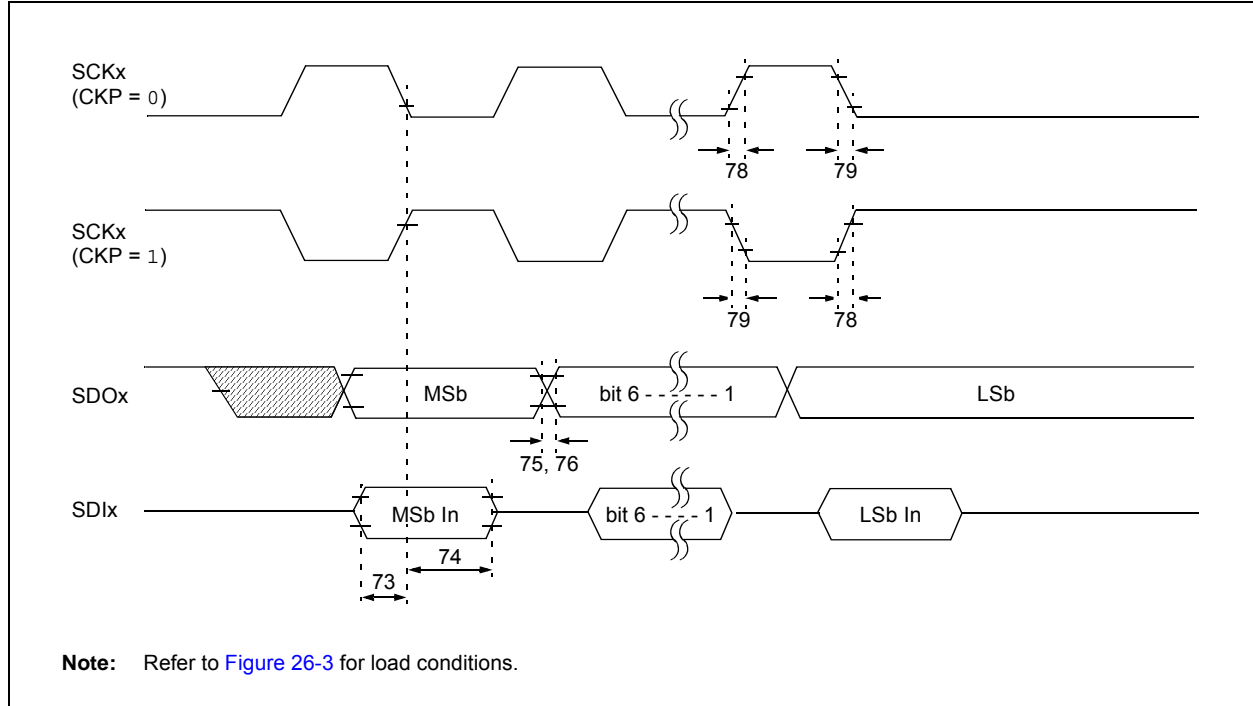 SCKx
(CKP = 0)
78
79
SCKx
(CKP = 1)
79
78
SDOx
MSb
bit 6 - - - - - - 1
LSb
75, 76
SDIx
MSb In
bit 6 - - - - 1
LSb In
74
73
Note: Refer to Figure 26-3 for load conditions.